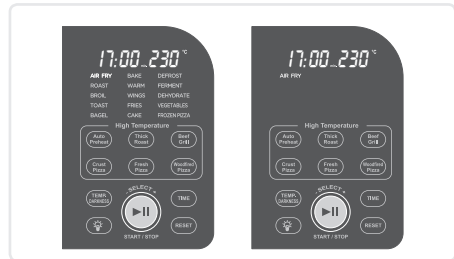 17:00 230 °C
AIR FRY BAKE DEFROST
ROAST WARM FERMENT
BROIL WINGS DEHYDRATE
TOAST FRIES VEGETABLES
BAGEL CAKE FROZEN PIZZA
High Temperature
Auto Preheat
Thick Roast
Beef Grill
Crust Pizza
Fresh Pizza
Woodfired Pizza
TEMP. DARKNESS
- SELECT +
TIME
RESET
START / STOP
17:00 230 °C
AIR FRY
High Temperature
Auto Preheat
Thick Roast
Beef Grill
Crust Pizza
Fresh Pizza
Woodfired Pizza
TEMP. DARKNESS
- SELECT +
TIME
RESET
START / STOP